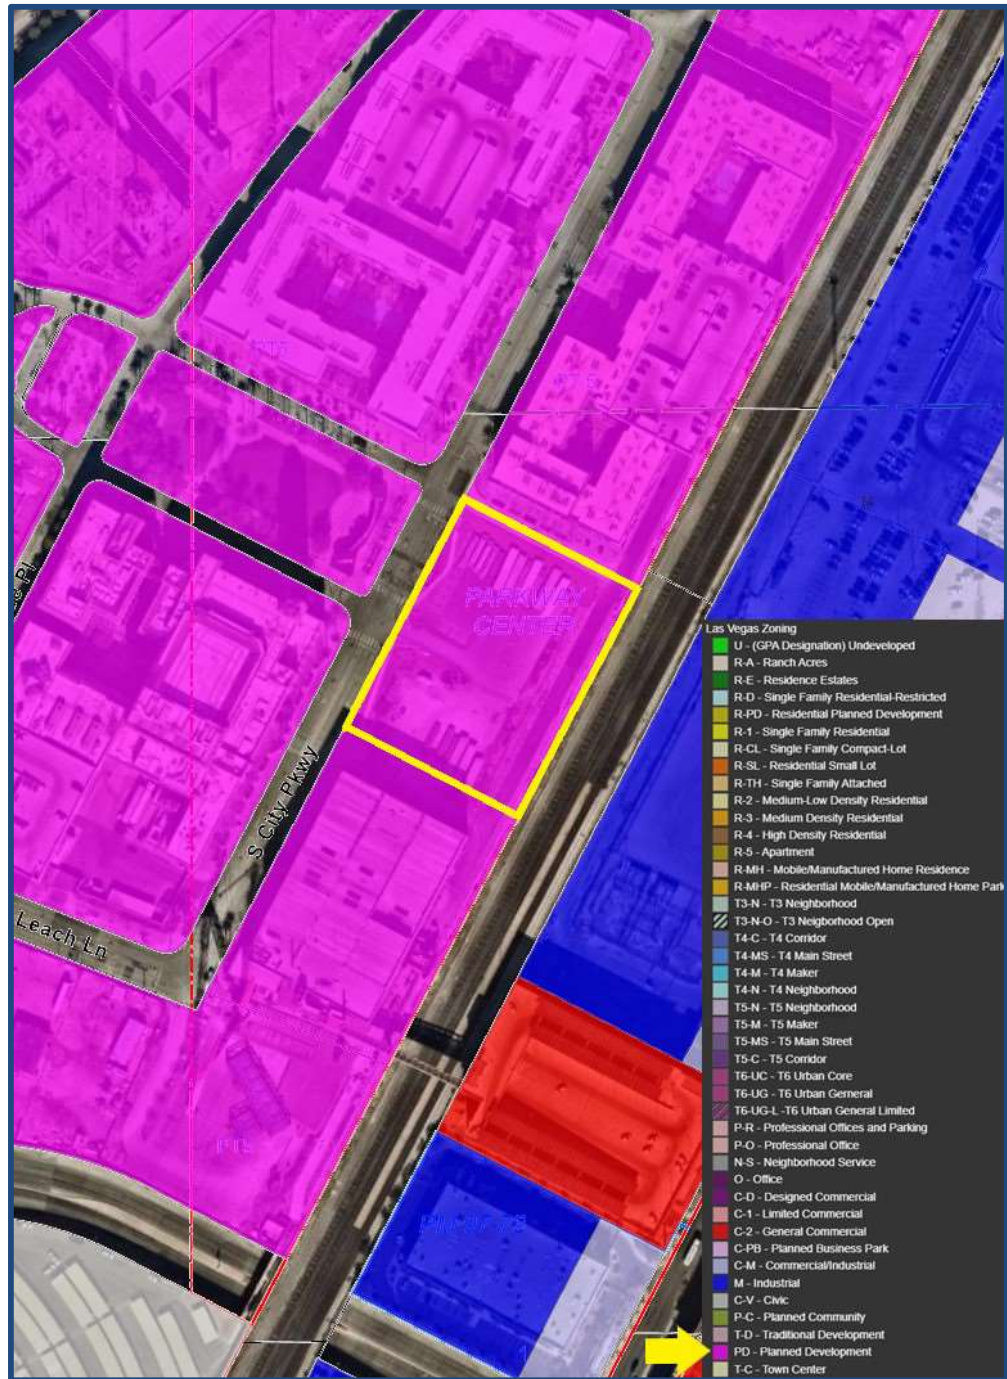 PARKWAY
CENTER
S City Pkwy
Leach Ln
Pl
Las Vegas Zoning
U - (GPA Designation) Undeveloped
R-A - Ranch Acres
R-E - Residence Estates
R-D - Single Family Residential-Restricted
R-PD - Residential Planned Development
R-1 - Single Family Residential
R-CL - Single Family Compact-Lot
R-SL - Residential Small Lot
R-TH - Single Family Attached
R-2 - Medium-Low Density Residential
R-3 - Medium Density Residential
R-4 - High Density Residential
R-5 - Apartment
R-MH - Mobile/Manufactured Home Residence
R-MHP - Residential Mobile/Manufactured Home Park
T3-N - T3 Neighborhood
T3-N-O - T3 Neigborhood Open
T4-C - T4 Corridor
T4-MS - T4 Main Street
T4-M - T4 Maker
T4-N - T4 Neighborhood
T5-N - T5 Neighborhood
T5-M - T5 Maker
T5-MS - T5 Main Street
T5-C - T5 Corridor
T6-UC - T6 Urban Core
T6-UG - T6 Urban Gerneral
T6-UG-L -T6 Urban General Limited
P-R - Professional Offices and Parking
P-O - Professional Office
N-S - Neighborhood Service
O - Office
C-D - Designed Commercial
C-1 - Limited Commercial
C-2 - General Commercial
C-PB - Planned Business Park
C-M - Commercial/Industrial
M - Industrial
C-V - Civic
P-C - Planned Community
T-D - Traditional Development
PD - Planned Development
T-C - Town Center